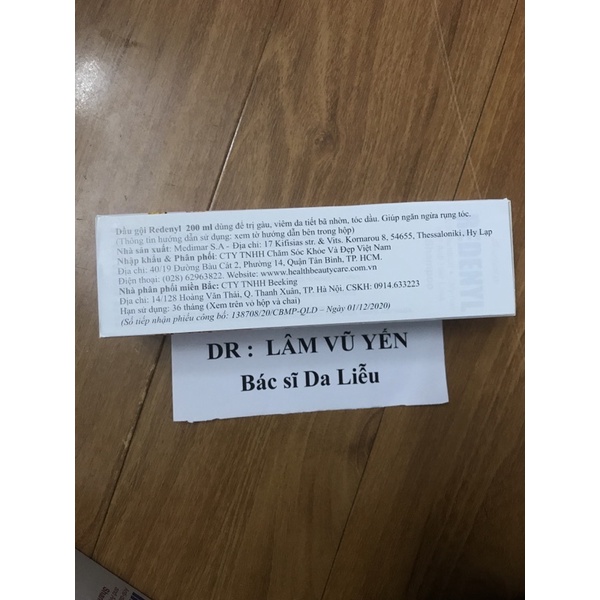 Dầu gội Redenyl 200 ml dùng để trị gàu, viêm da tiết bã nhờn, tóc dầu. Giúp ngăn ngừa rụng tóc.
(Thông tin hướng dẫn sử dụng: xem tờ hướng dẫn bên trong hộp)
Nhà sản xuất: Medimar S.A - Địa chỉ: 17 Kifisias str. & Vits. Kornarou 8, 54655, Thessaloniki, Hy Lạp
Nhập khẩu & Phân phối: CTY TNHH Chăm Sóc Khỏe Và Đẹp Việt Nam
Địa chỉ: 40/19 Đường Bàu Cát 2, Phường 14, Quận Tân Bình, TP. HCM.
Điện thoại: (028) 62963822. Website: www.healthbeautycare.com.vn
Nhà phân phối miền Bắc: CTY TNHH Beeking
Địa chỉ: 14/128 Hoàng Văn Thái, Q. Thanh Xuân, TP. Hà Nội. CSKH: 0914.633223
Hạn sử dụng: 36 tháng (Xem trên vỏ hộp và chai)
(Số tiếp nhận phiếu công bố: 138708/20/CBMP-QLD – Ngày 01/12/2020)
REDENYL
DR : LÂM VŨ YẾN
Bác sĩ Da Liễu